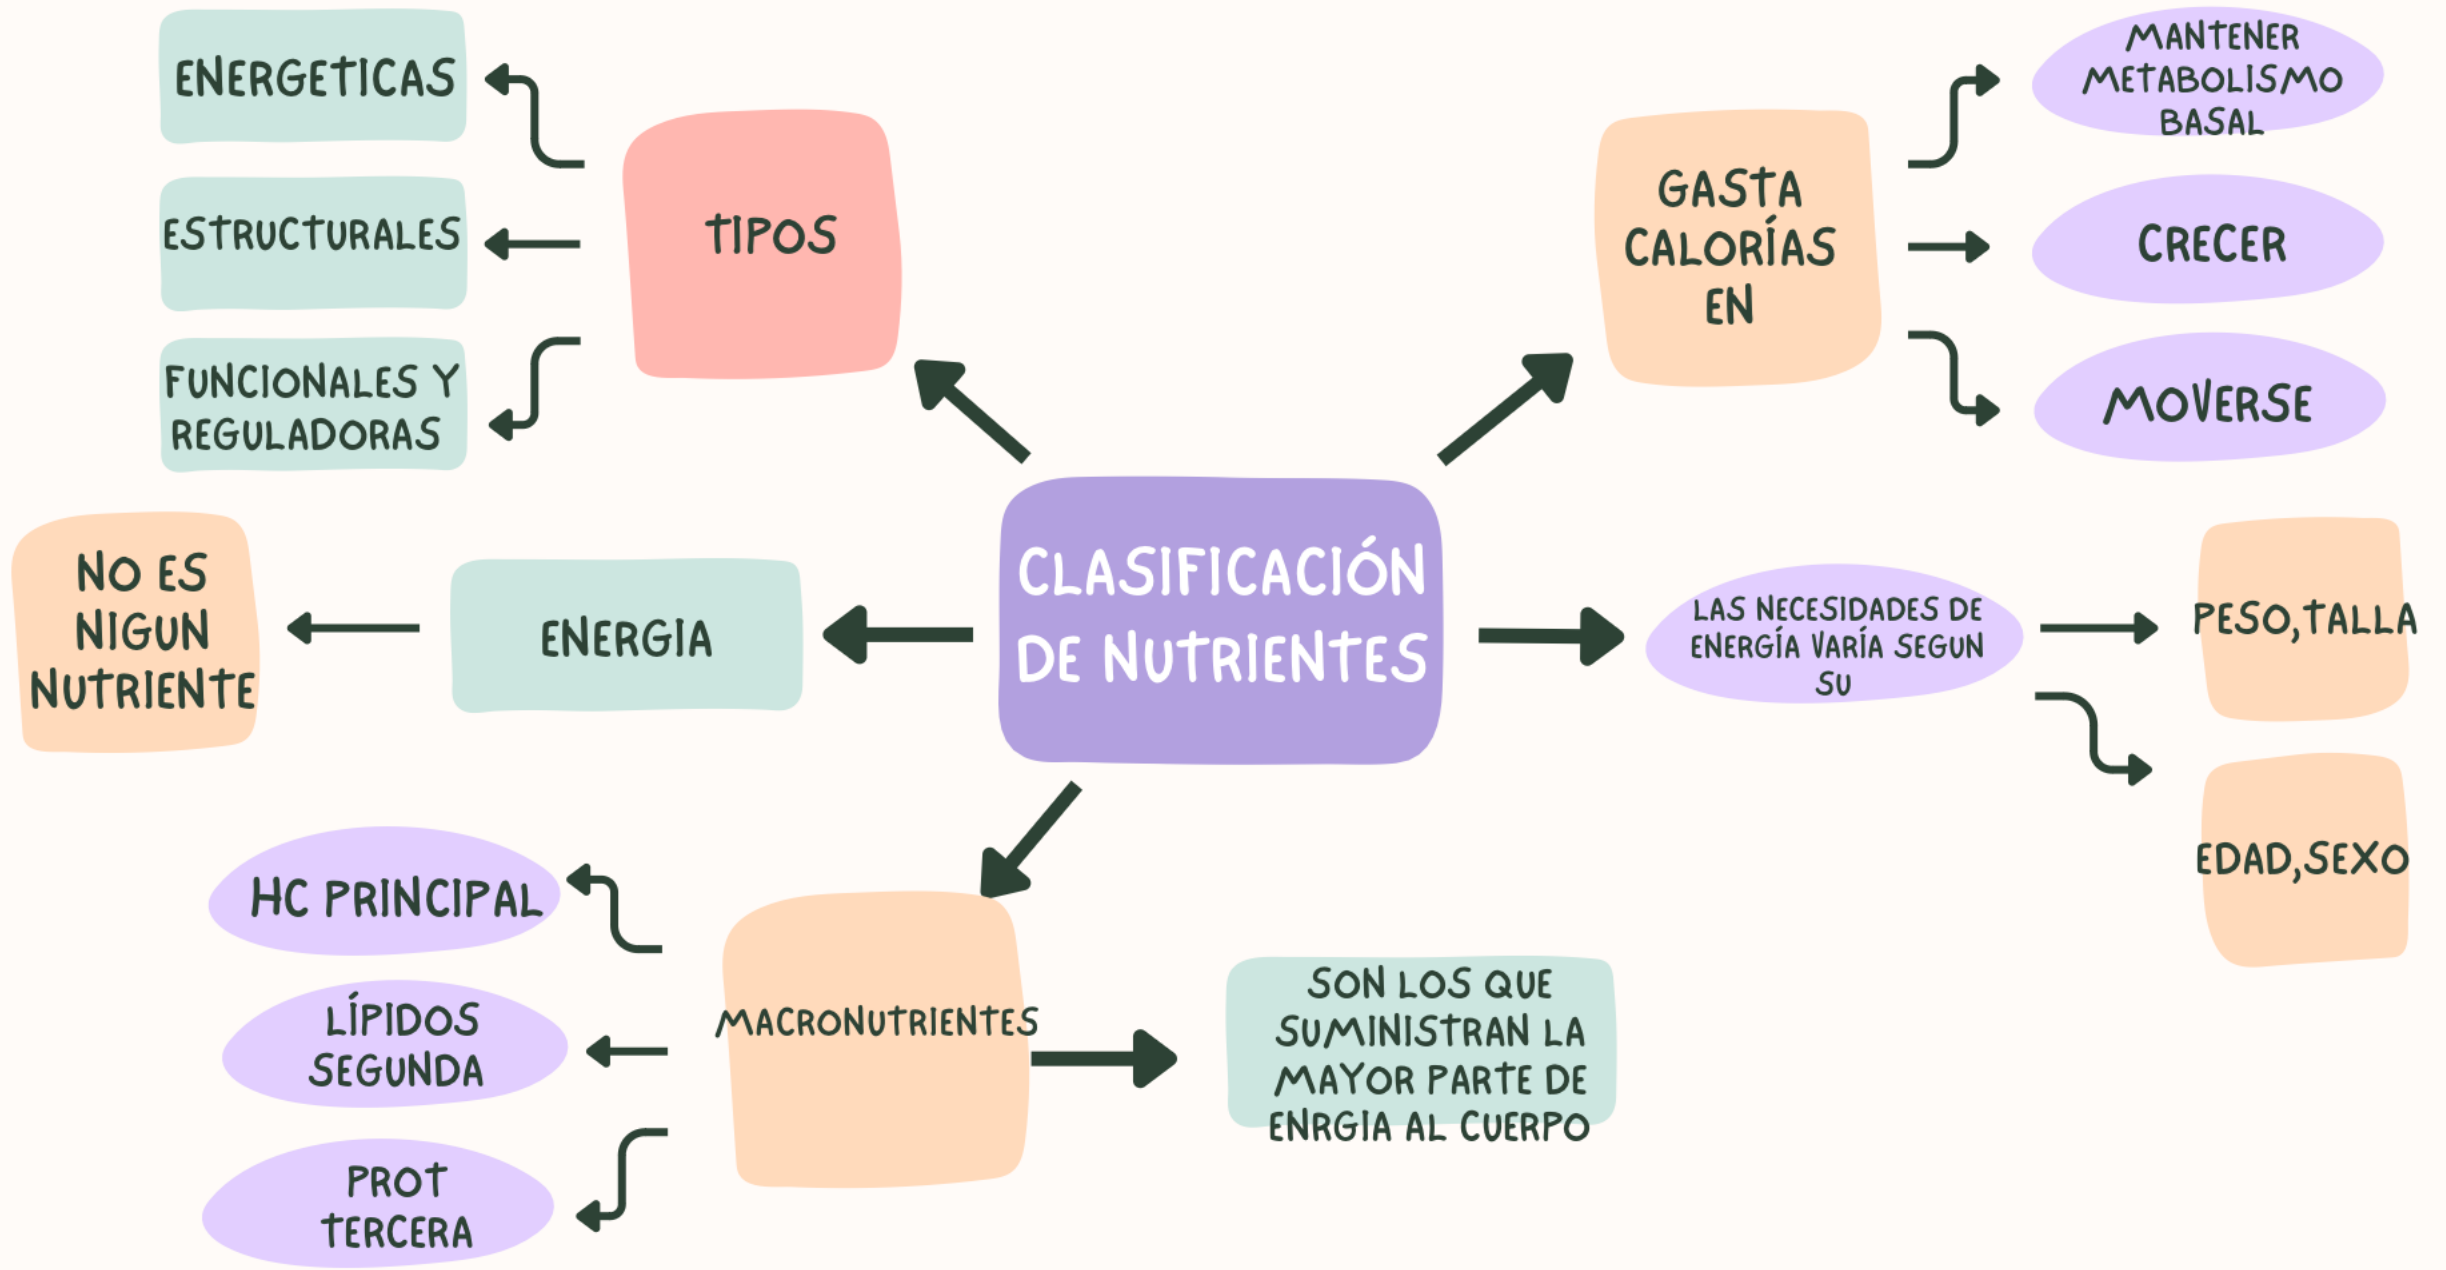 ENERGETICAS
ESTRUCTURALES
FUNCIONALES Y
REGULADORAS
TIPOS
GASTA
CALORÍAS
EN
MANTENER
METABOLISMO
BASAL
CRECER
MOVERSE
CLASIFICACIÓN
DE NUTRIENTES
NO ES
NIGUN
NUTRIENTE
ENERGIA
LAS NECESIDADES DE
ENERGÍA VARÍA SEGUN
SU
PESO,TALLA
EDAD,SEXO
HC PRINCIPAL
LÍPIDOS
SEGUNDA
PROT
TERCERA
MACRONUTRIENTES
SON LOS QUE
SUMINISTRAN LA
MAYOR PARTE DE
ENRGIA AL CUERPO